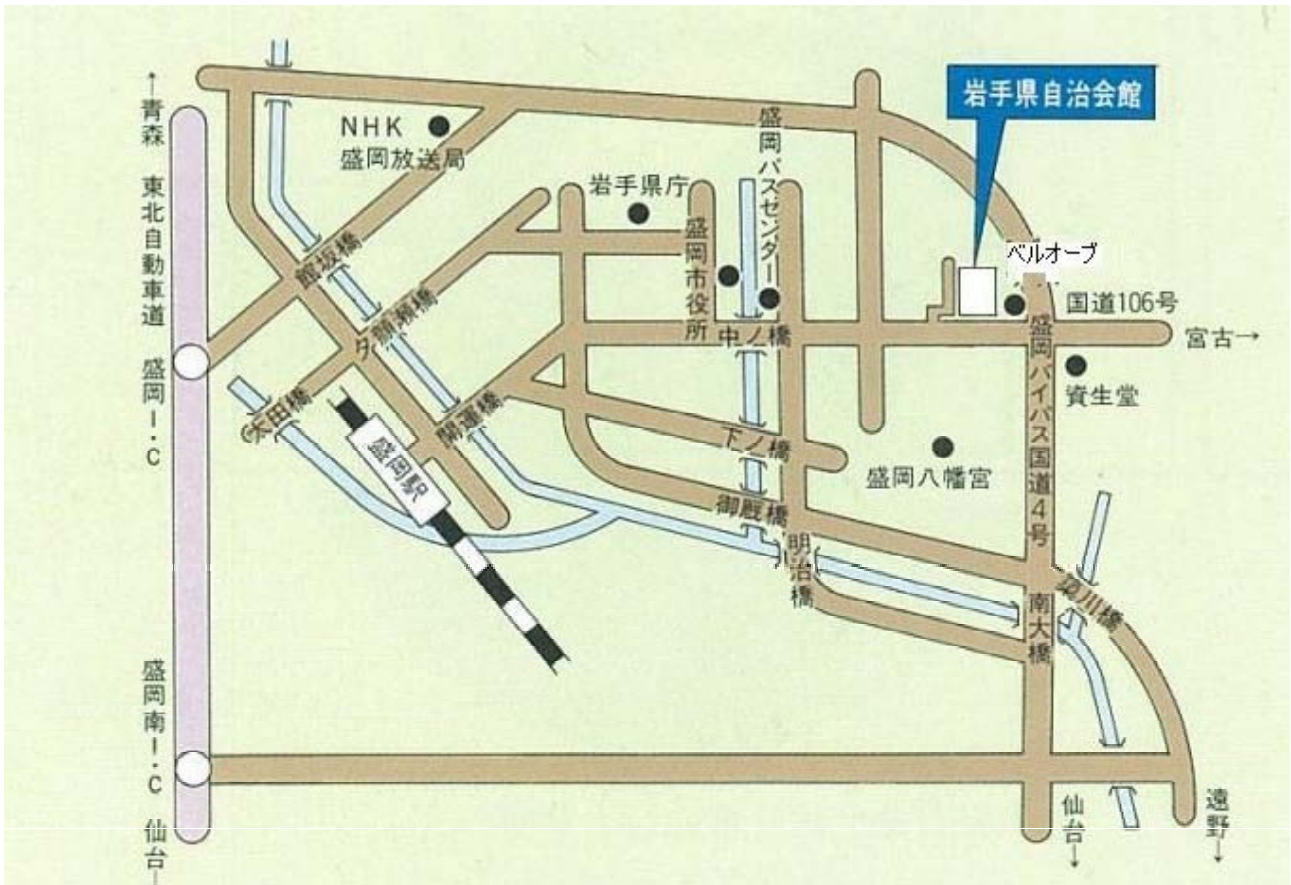 岩手県自治会館
↑青森
東北自動車道
盛岡I・C
盛岡南I・C
仙台
NHK
盛岡放送局
岩手県庁
盛岡市役所
盛岡バスセンター
ベルオーブ
国道106号
宮古→
資生堂
盛岡バイパス国道4号
盛岡八幡宮
館坂橋
夕顔瀬橋
太田橋
開運橋
盛岡駅
中ノ橋
下ノ橋
御厩橋
明治橋
南大橋
簗川橋
仙台↓
遠野↓